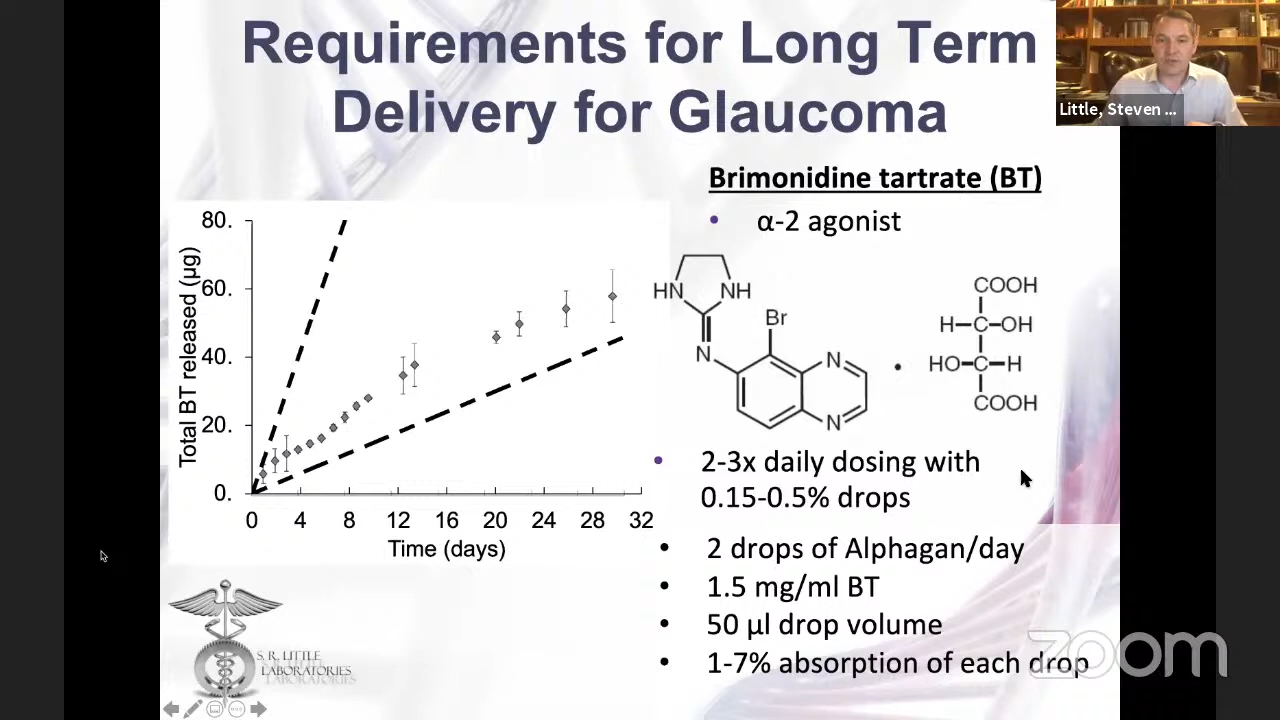 Requirements for Long Term
Delivery for Glaucoma
Little, Steven ...
Brimonidine tartrate (BT)
• α-2 agonist
80.
60.
40.
20.
0.
Total BT released (µg)
0 4 8 12 16 20 24 28 32
Time (days)
HN NH
Br
N
N
N
COOH
H–C–OH
HO–C–H
COOH
• 2-3x daily dosing with
0.15-0.5% drops
• 2 drops of Alphagan/day
• 1.5 mg/ml BT
• 50 µl drop volume
• 1-7% absorption of each drop
S. R. LITTLE
LABORATORIES
zoom